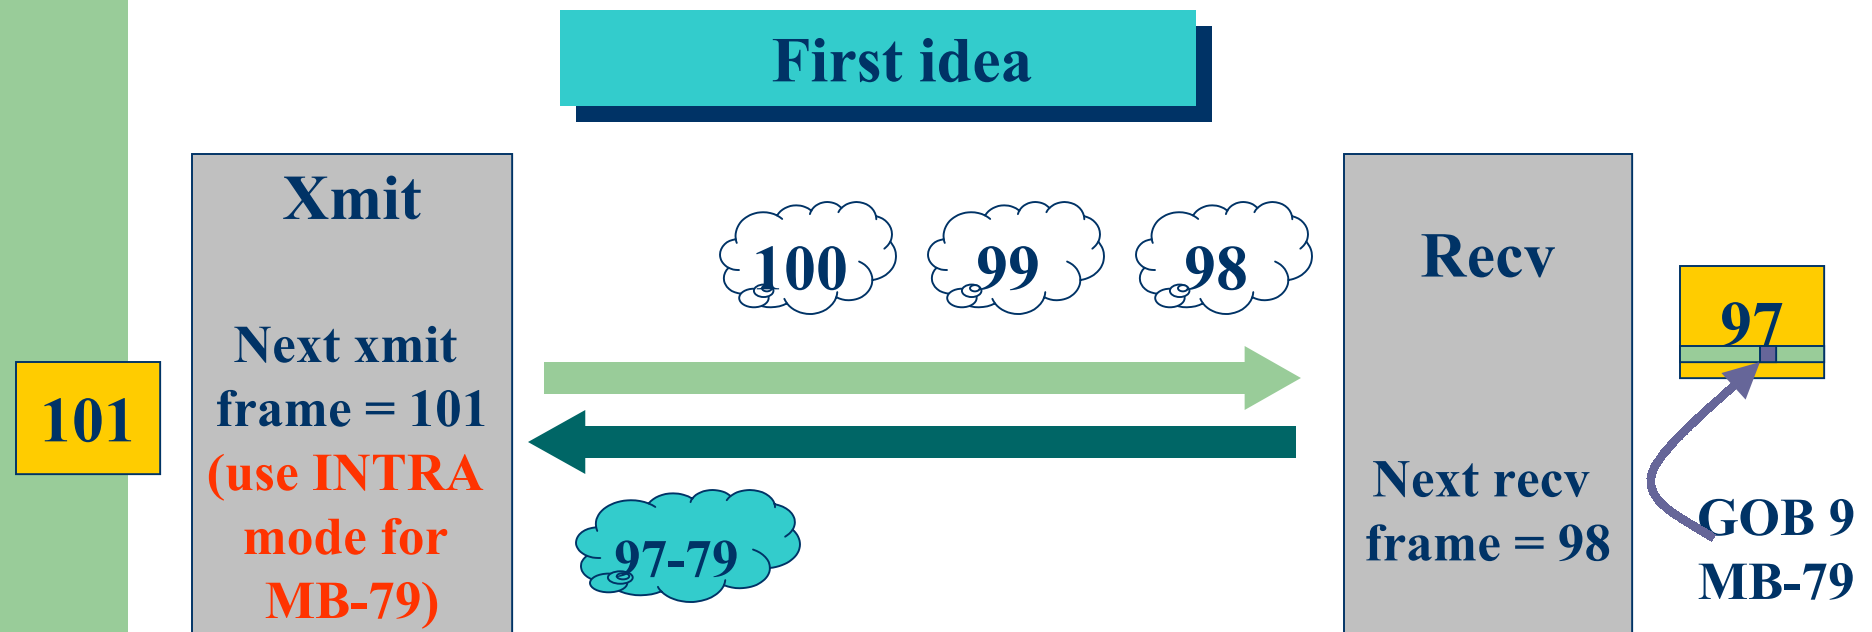 First idea
Xmit
Next xmit
frame = 101
(use INTRA
mode for
MB-79)
101
100
99
98
97-79
Recv
Next recv
frame = 98
97
GOB 9
MB-79